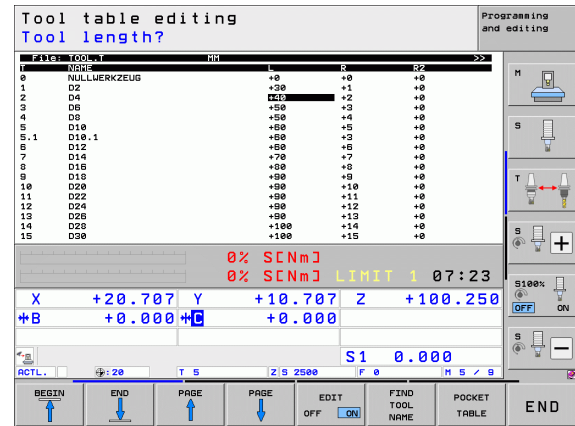 Tool table editing
Tool length?
Programming
and editing
File: TOOL.T MM >>
T NAME L R R2
0 NULLWERKZEUG +0 +0 +0
1 D2 +30 +1 +0
2 D4 +40 +2 +0
3 D6 +50 +3 +0
4 D8 +50 +4 +0
5 D10 +60 +5 +0
5.1 D10.1 +60 +3 +0
6 D12 +60 +6 +0
7 D14 +70 +7 +0
8 D16 +80 +8 +0
9 D18 +90 +9 +0
10 D20 +90 +10 +0
11 D22 +90 +11 +0
12 D24 +90 +12 +0
13 D26 +90 +13 +0
14 D28 +100 +14 +0
15 D30 +100 +15 +0
0% S[Nm]
0% S[Nm] LIMIT 1 07:23
X +20.707 Y +10.707 Z +100.250
B +0.000 C +0.000
S1 0.000
ACTL. : 20 T 5 Z S 2500 F 0 M 5 / 9
M
S
T
S +
S100%
OFF ON
S −
BEGIN
END
PAGE
PAGE
EDIT
OFF ON
FIND
TOOL
NAME
POCKET
TABLE
END